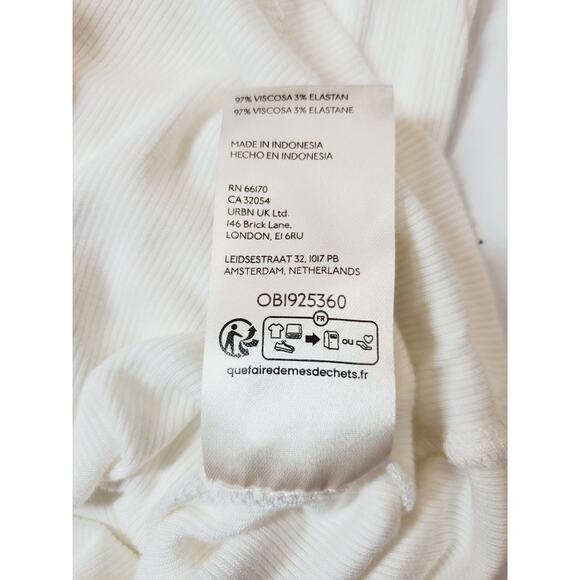 97% VISCOSA 3% ELASTAN
97% VISCOSA 3% ELASTANE
MADE IN INDONESIA
HECHO EN INDONESIA
RN 66170
CA 32054
URBN UK Ltd.
146 Brick Lane,
LONDON, E1 6RU
LEIDSESTRAAT 32, 1017 PB
AMSTERDAM, NETHERLANDS
OB1925360
FR
ou
quefairedemesdechets.fr